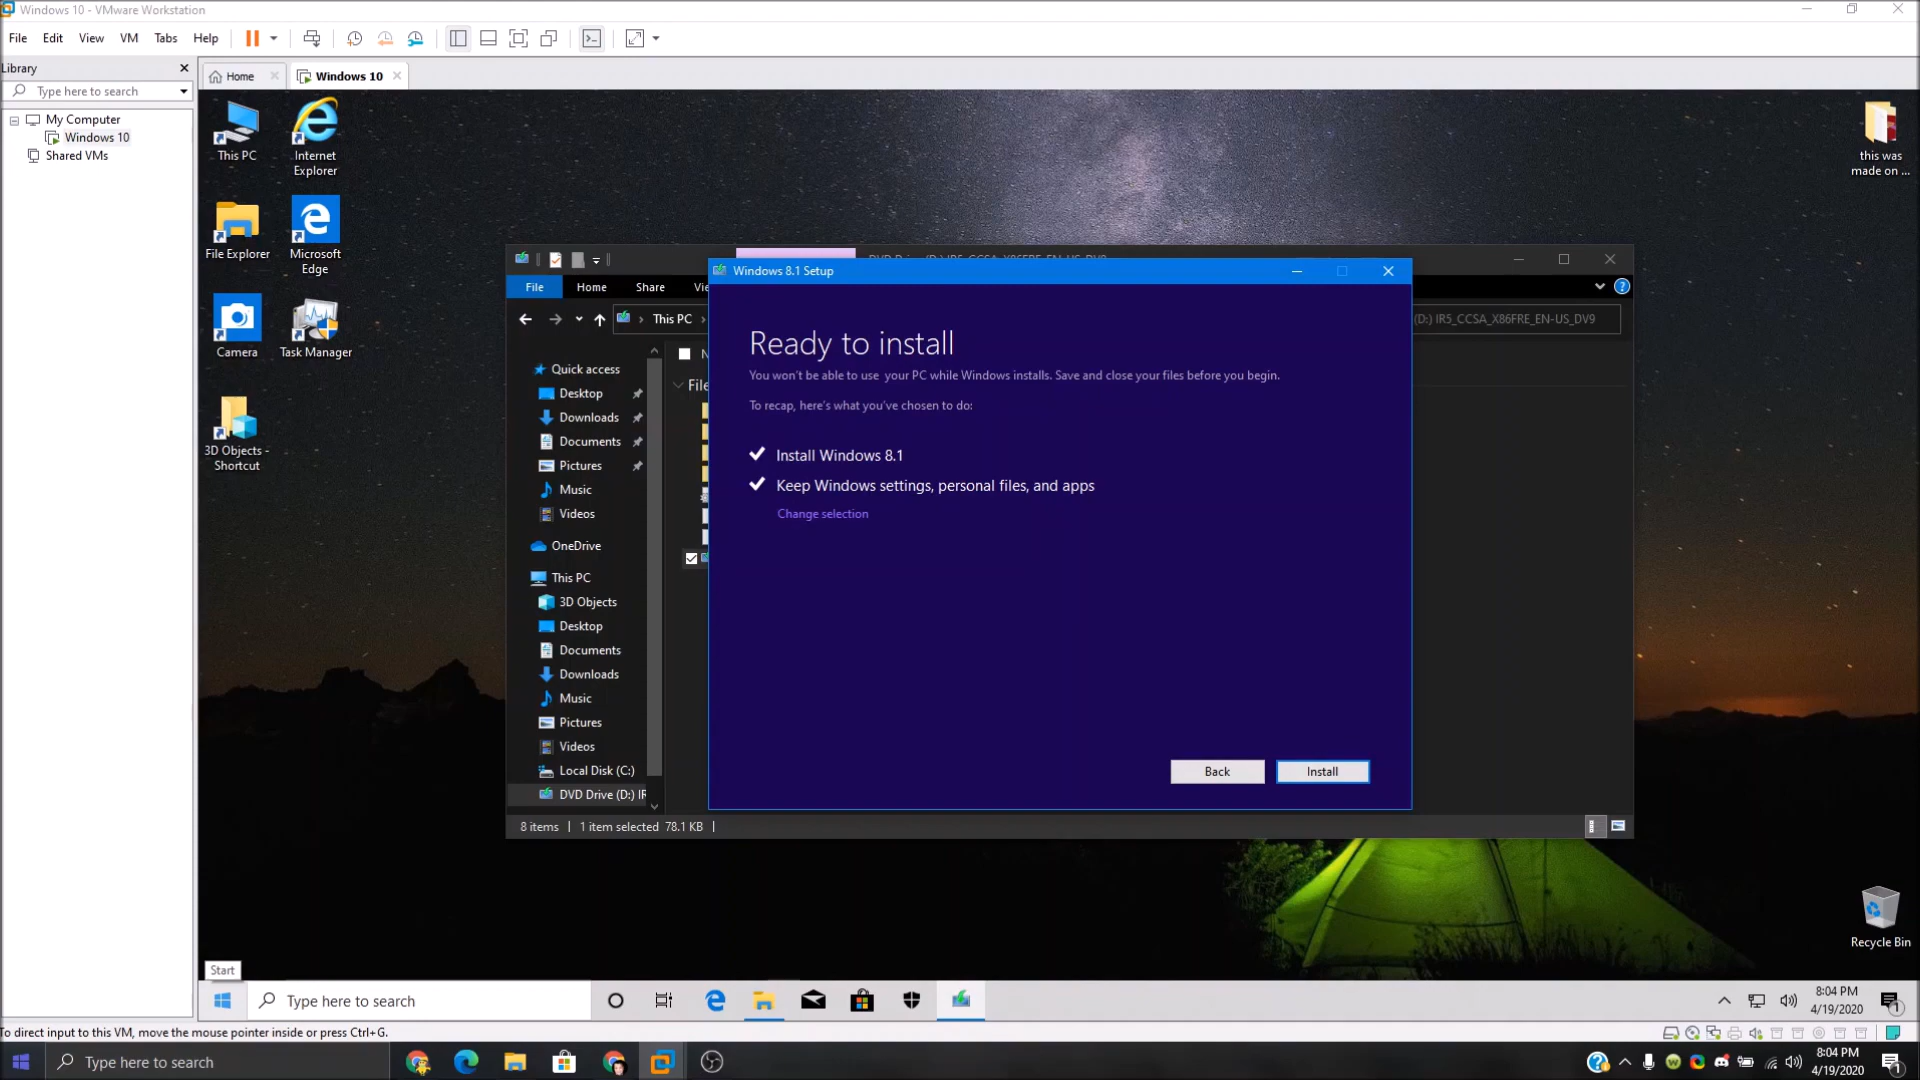 Windows 10 - VMware Workstation
File Edit View VM Tabs Help
Library
Type here to search
My Computer
Windows 10
Shared VMs
Home
Windows 10
This PC
Internet Explorer
File Explorer
Microsoft Edge
Camera
Task Manager
3D Objects - Shortcut
this was made on ...
Recycle Bin
File Home Share
This PC
(D:) IR5_CCSA_X86FRE_EN-US_DV9
Quick access
Desktop
Downloads
Documents
Pictures
Music
Videos
OneDrive
This PC
3D Objects
Desktop
Documents
Downloads
Music
Pictures
Videos
Local Disk (C:)
DVD Drive (D:) IR
8 items 1 item selected 78.1 KB
Windows 8.1 Setup
Ready to install
You won't be able to use your PC while Windows installs. Save and close your files before you begin.
To recap, here's what you've chosen to do:
Install Windows 8.1
Keep Windows settings, personal files, and apps
Change selection
Back Install
Start
Type here to search
8:04 PM
4/19/2020
To direct input to this VM, move the mouse pointer inside or press Ctrl+G.
Type here to search
8:04 PM
4/19/2020